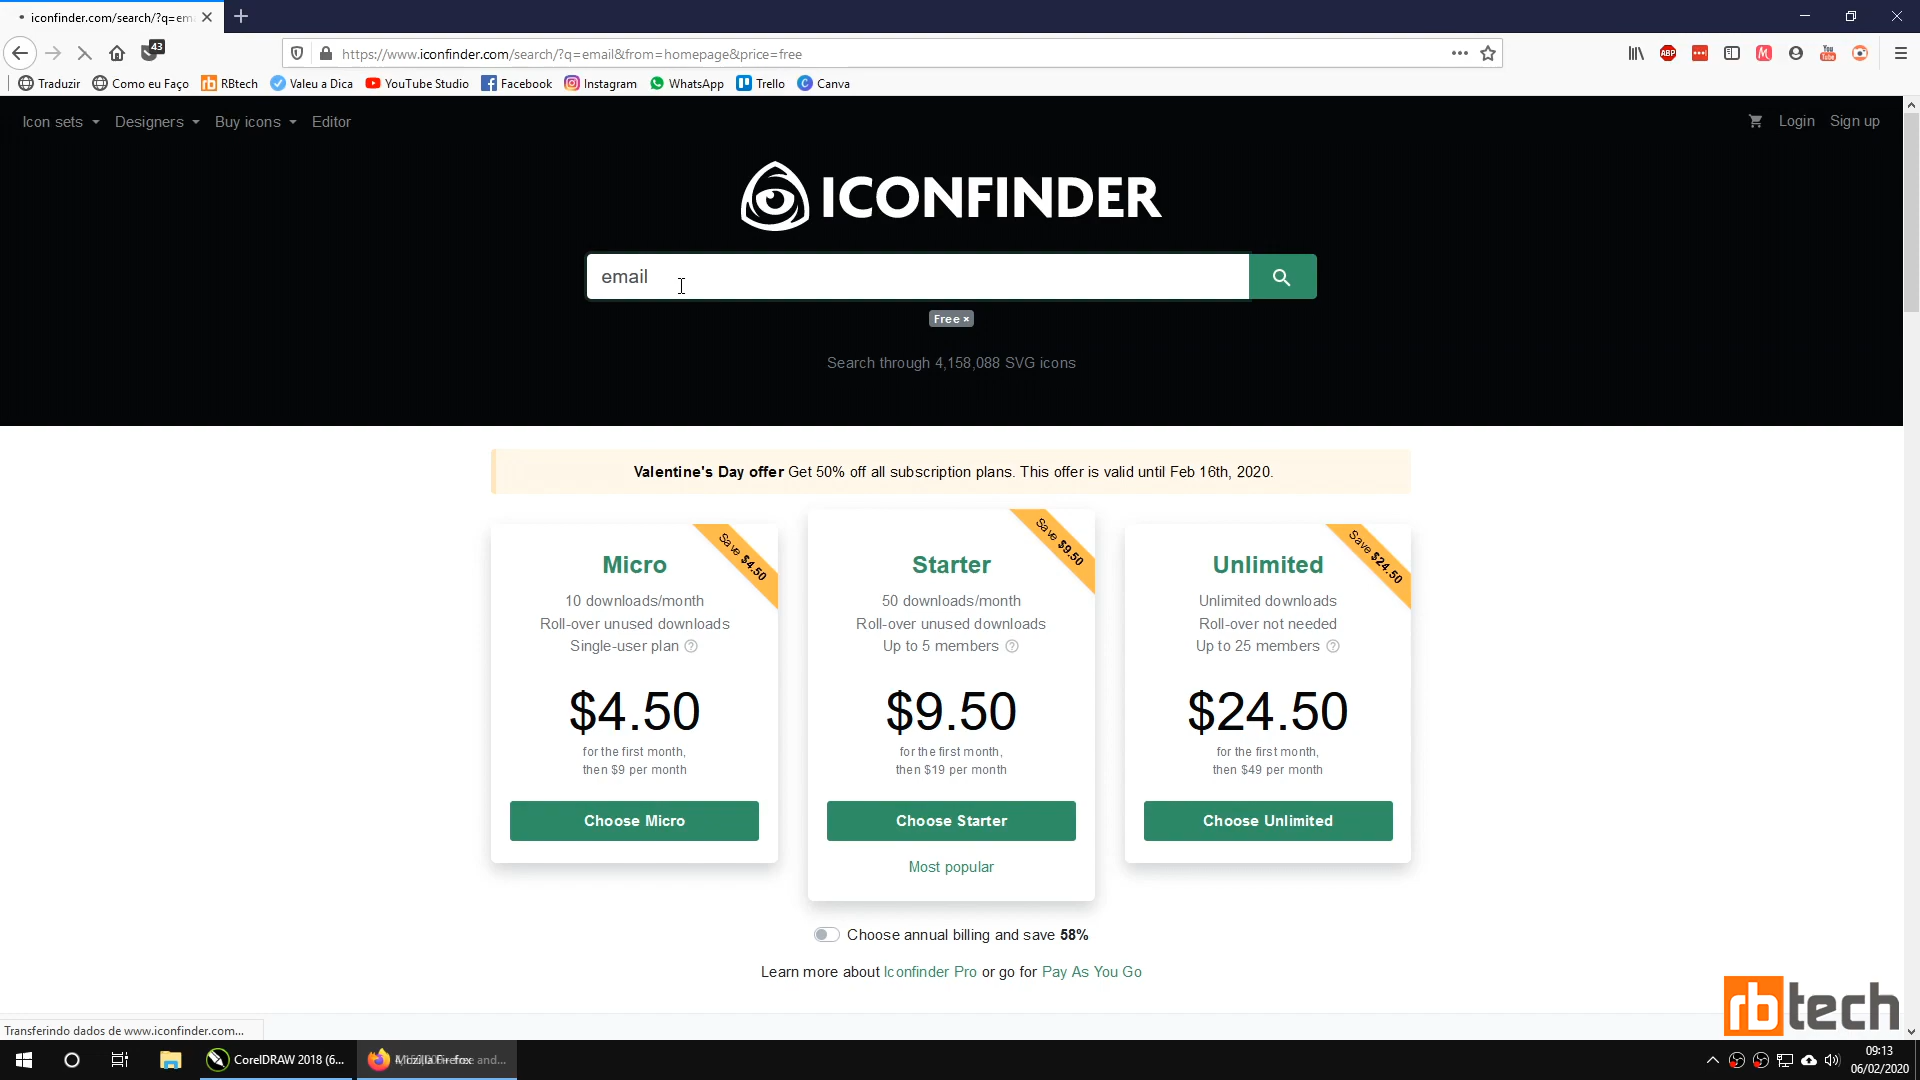 iconfinder.com/search/?q=em
43
https://www.iconfinder.com/search/?q=email&from=homepage&price=free
ABP
M
You Tube
Traduzir
Como eu Faço
rb RBtech
Valeu a Dica
YouTube Studio
Facebook
Instagram
WhatsApp
Trello
C Canva
Icon sets
Designers
Buy icons
Editor
Login
Sign up
ICONFINDER
email
Free ×
Search through 4,158,088 SVG icons
Valentine's Day offer Get 50% off all subscription plans. This offer is valid until Feb 16th, 2020.
Save $4.50
Micro
10 downloads/month
Roll-over unused downloads
Single-user plan ?
$4.50
for the first month,
then $9 per month
Choose Micro
Save $9.50
Starter
50 downloads/month
Roll-over unused downloads
Up to 5 members ?
$9.50
for the first month,
then $19 per month
Choose Starter
Most popular
Save $24.50
Unlimited
Unlimited downloads
Roll-over not needed
Up to 25 members ?
$24.50
for the first month,
then $49 per month
Choose Unlimited
Choose annual billing and save 58%
Learn more about Iconfinder Pro or go for Pay As You Go
rbtech
Transferindo dados de www.iconfinder.com...
CorelDRAW 2018 (6...
Mozilla Firefox and...
09:13
06/02/2020